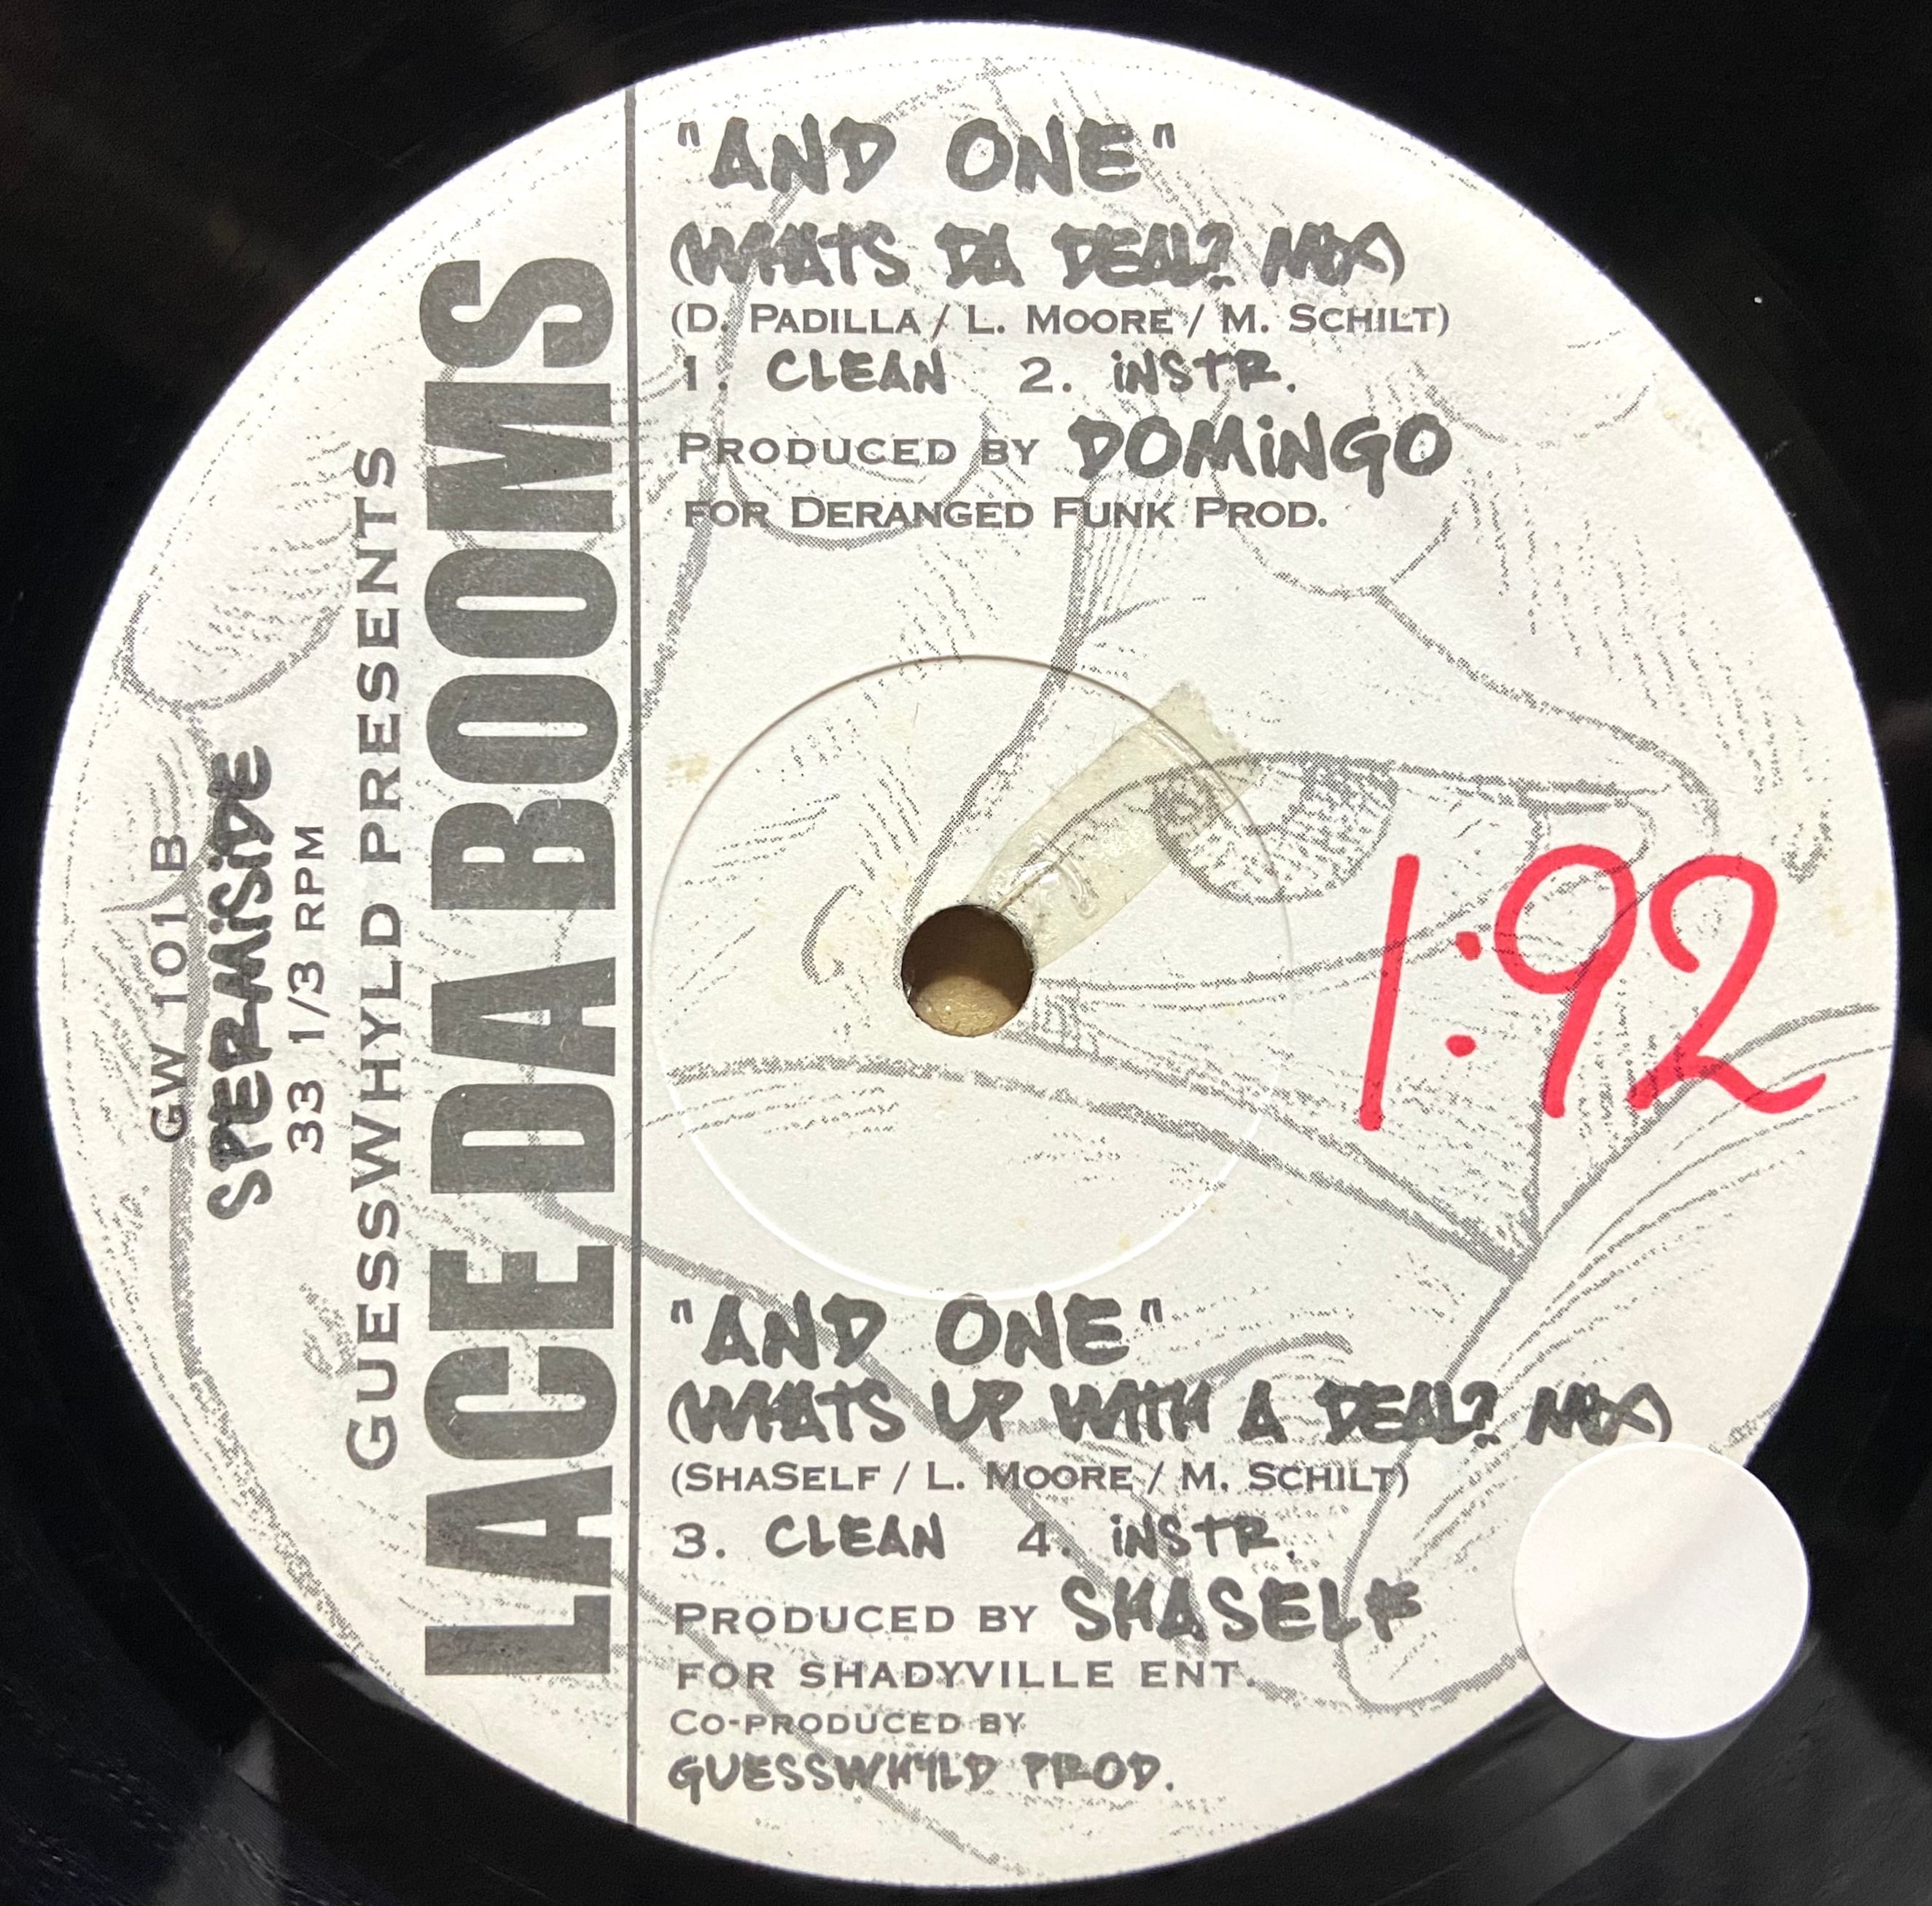 GW 101 B
SPERMiSiDE
33 1/3 RPM
GUESSWHYLD PRESENTS
LACE DA BOOMS
"AND ONE"
(WHATS DA DEAL? MIX)
(D. PADILLA / L. MOORE / M. SCHILT)
1. CLEAN 2. iNSTR.
PRODUCED BY DOMiNGO
FOR DERANGED FUNK PROD.
1:92
"AND ONE"
(WHATS UP WITH A DEAL? MIX)
(SHASELF / L. MOORE / M. SCHILT)
3. CLEAN 4. iNSTR.
PRODUCED BY SHASELF
FOR SHADYVILLE ENT.
CO-PRODUCED BY
GUESSWHYLD PROD.